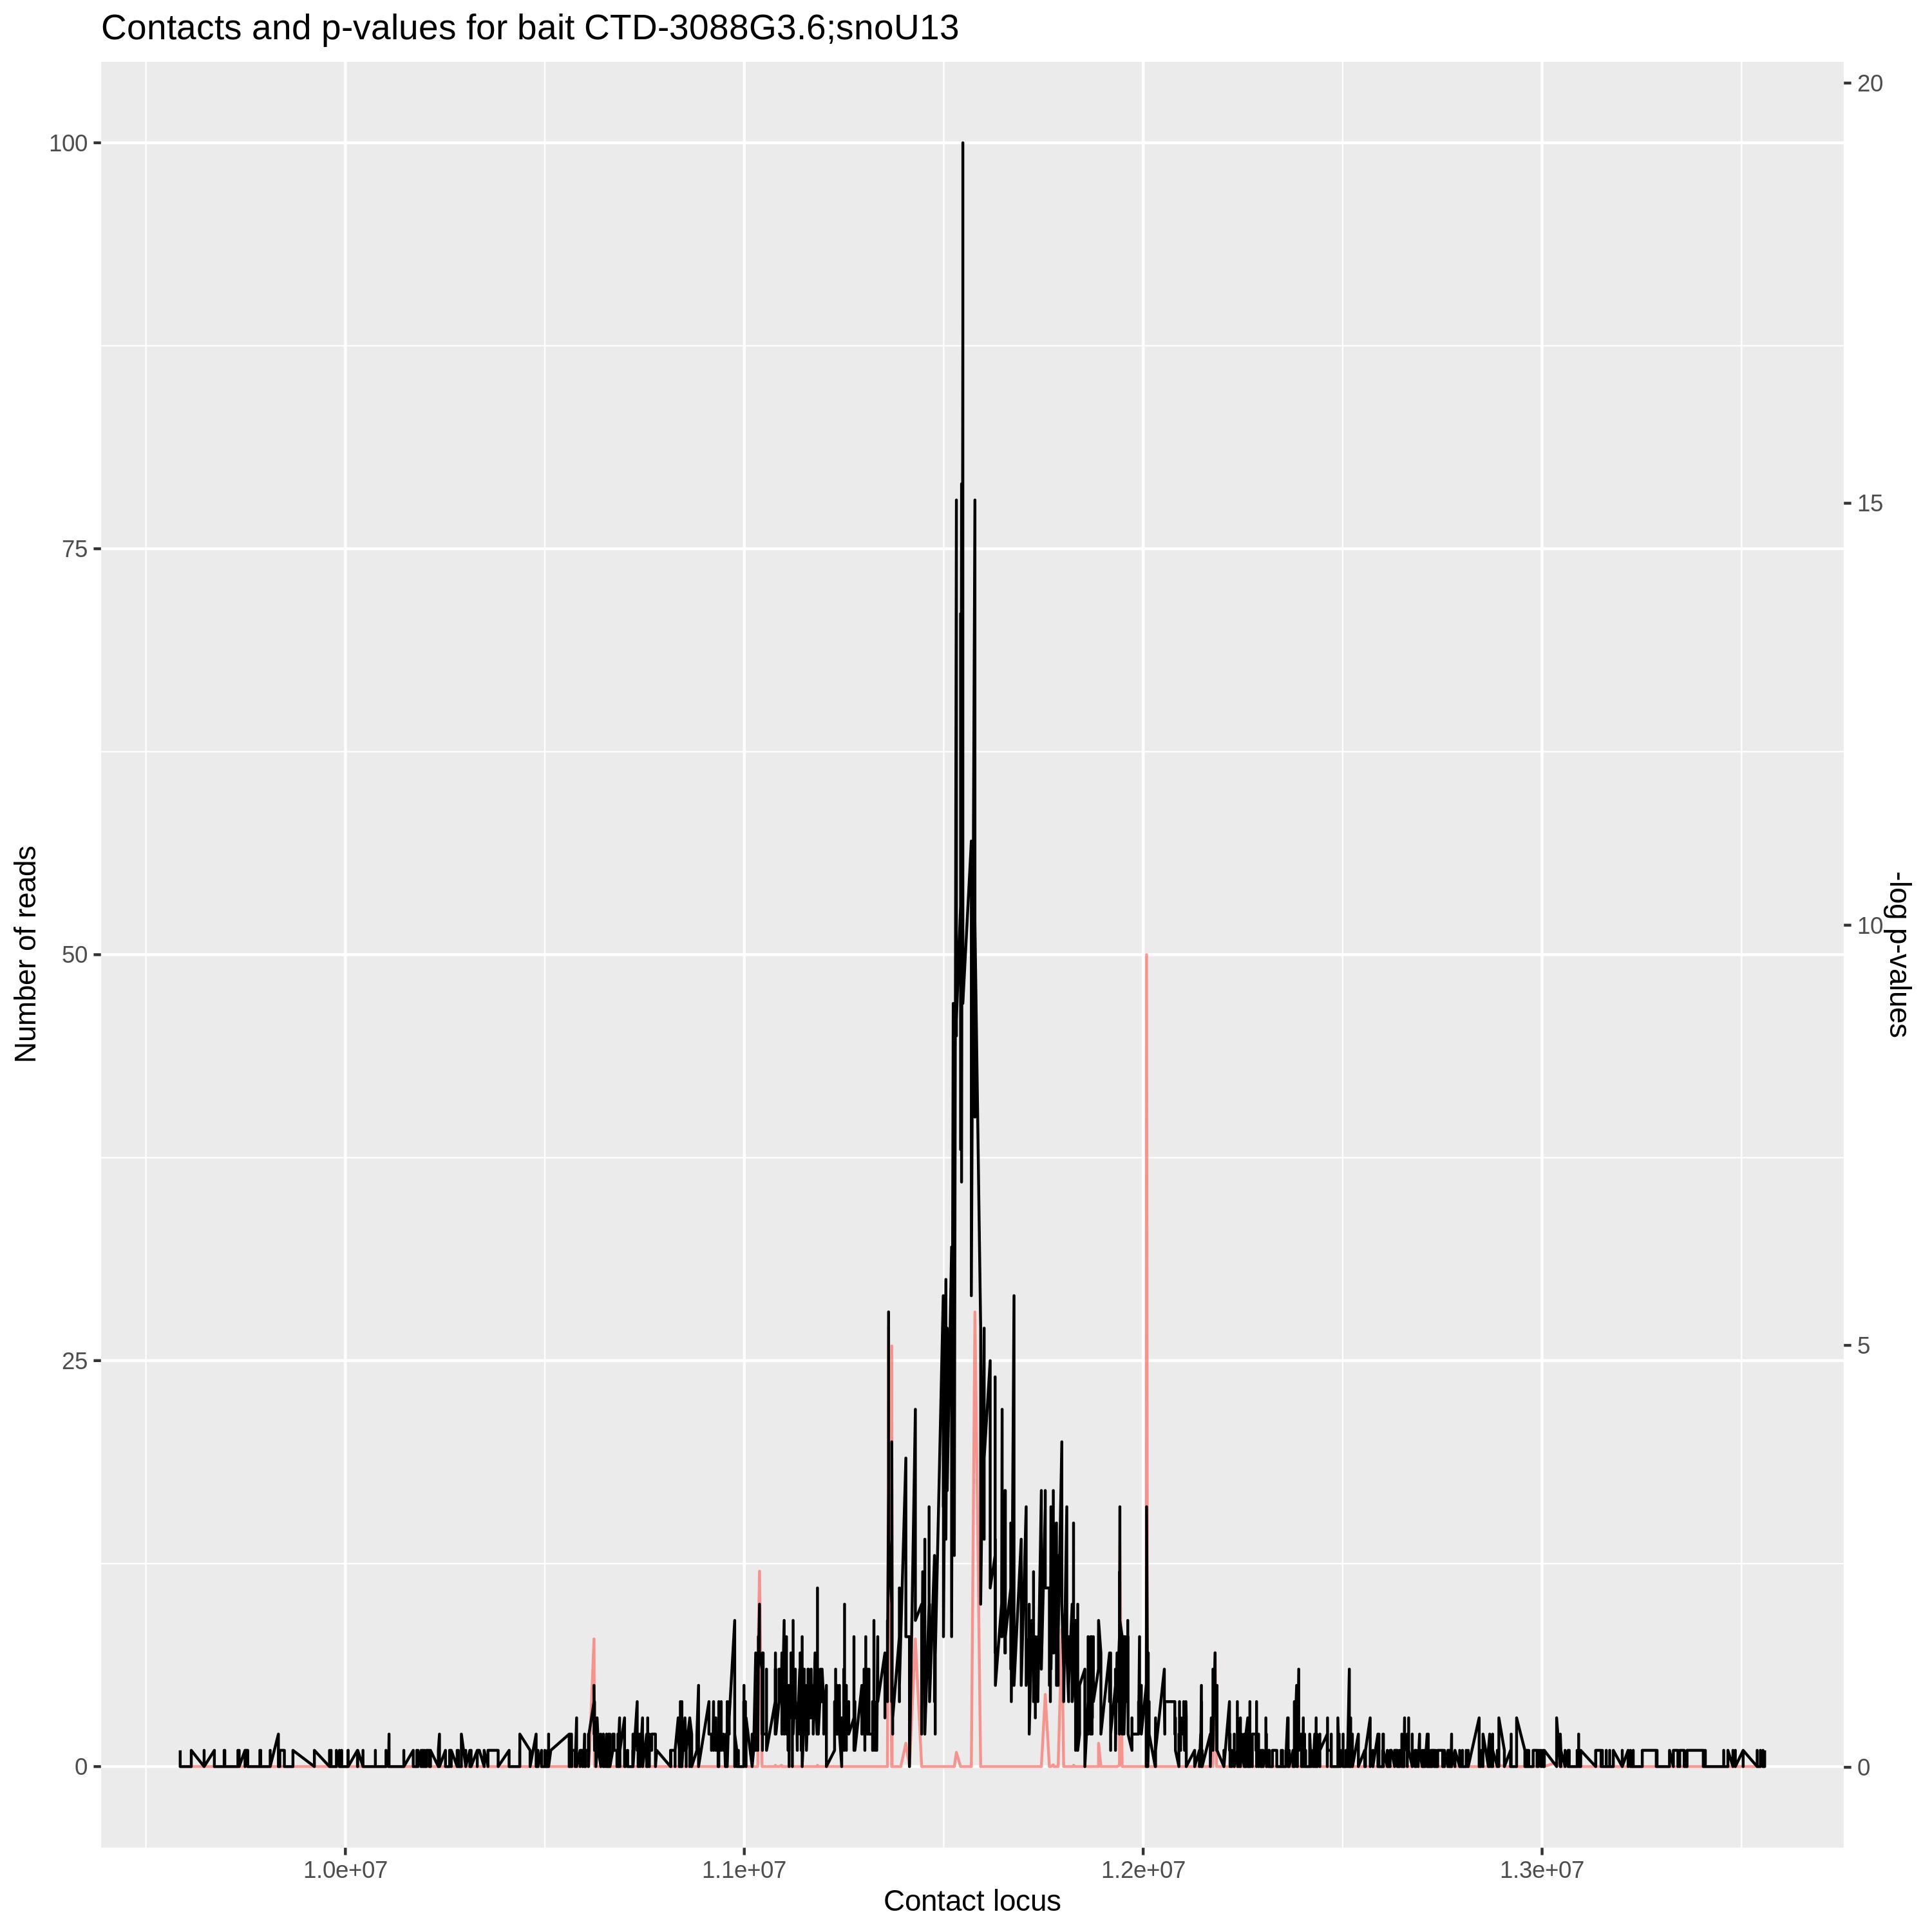 Contacts and p-values for bait CTD-3088G3.6;snoU13
100
75
50
25
0
Number of reads
20
15
10
5
0
-log p-values
1.0e+07
1.1e+07
1.2e+07
1.3e+07
Contact locus